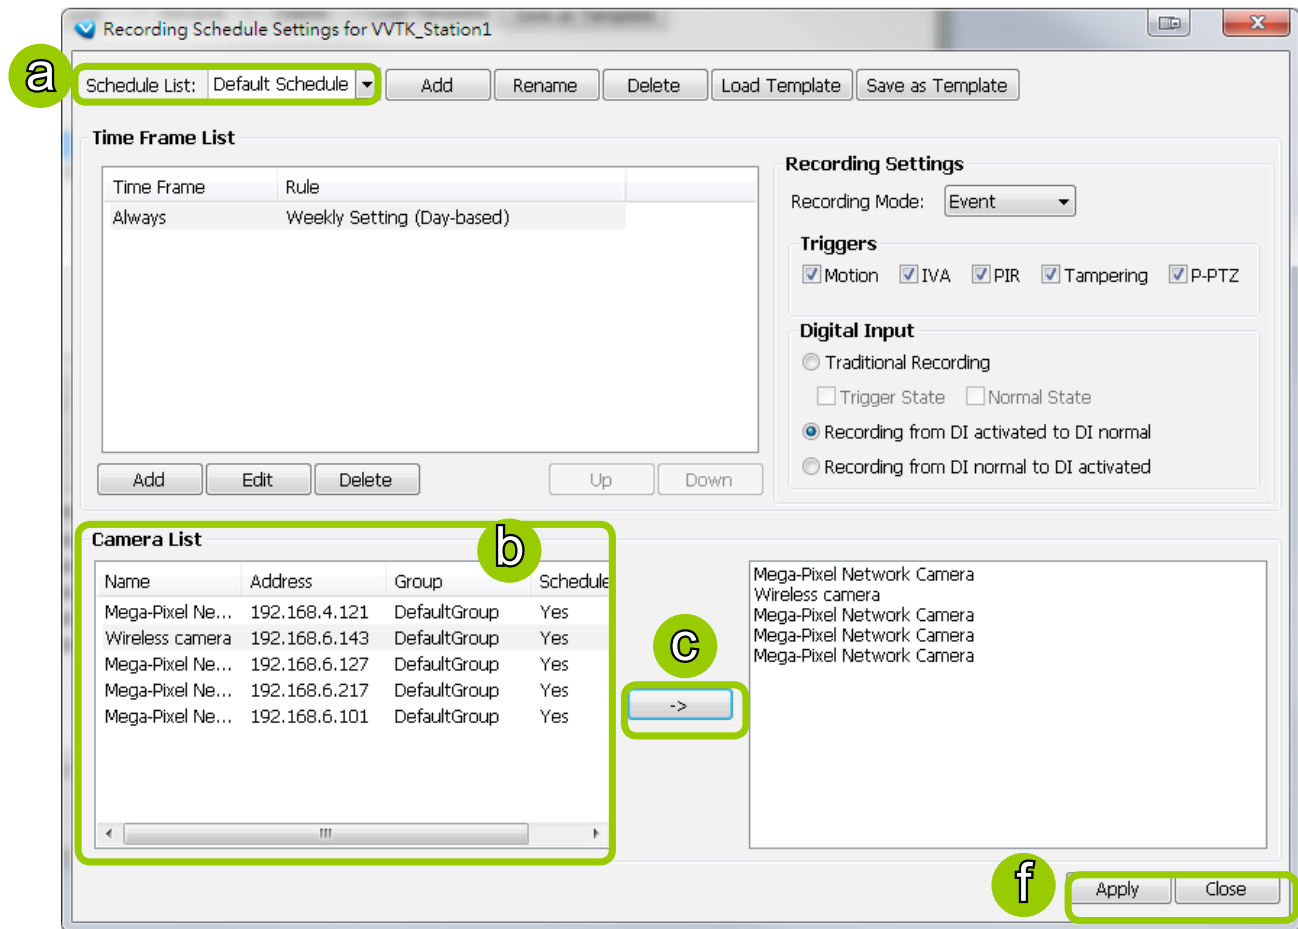 Recording Schedule Settings for VVTK_Station1
a
Schedule List: Default Schedule Add Rename Delete Load Template Save as Template
Time Frame List
Time Frame Rule
Always Weekly Setting (Day-based)
Add Edit Delete Up Down
Recording Settings
Recording Mode: Event
Triggers
Motion IVA PIR Tampering P-PTZ
Digital Input
Traditional Recording
Trigger State Normal State
Recording from DI activated to DI normal
Recording from DI normal to DI activated
Camera List
b
Name Address Group Schedule
Mega-Pixel Ne... 192.168.4.121 DefaultGroup Yes
Wireless camera 192.168.6.143 DefaultGroup Yes
Mega-Pixel Ne... 192.168.6.127 DefaultGroup Yes
Mega-Pixel Ne... 192.168.6.217 DefaultGroup Yes
Mega-Pixel Ne... 192.168.6.101 DefaultGroup Yes
c
->
Mega-Pixel Network Camera
Wireless camera
Mega-Pixel Network Camera
Mega-Pixel Network Camera
Mega-Pixel Network Camera
f
Apply Close